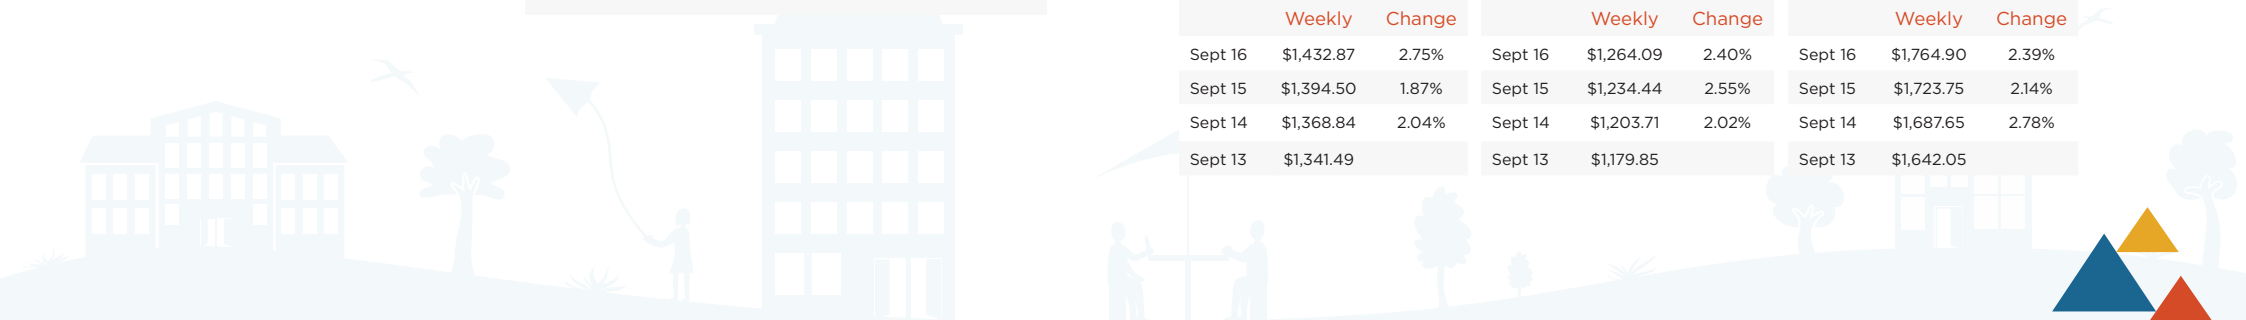 Weekly Change Weekly Change Weekly Change
Sept 16 $1,432.87 2.75% Sept 16 $1,264.09 2.40% Sept 16 $1,764.90 2.39%
Sept 15 $1,394.50 1.87% Sept 15 $1,234.44 2.55% Sept 15 $1,723.75 2.14%
Sept 14 $1,368.84 2.04% Sept 14 $1,203.71 2.02% Sept 14 $1,687.65 2.78%
Sept 13 $1,341.49 Sept 13 $1,179.85 Sept 13 $1,642.05